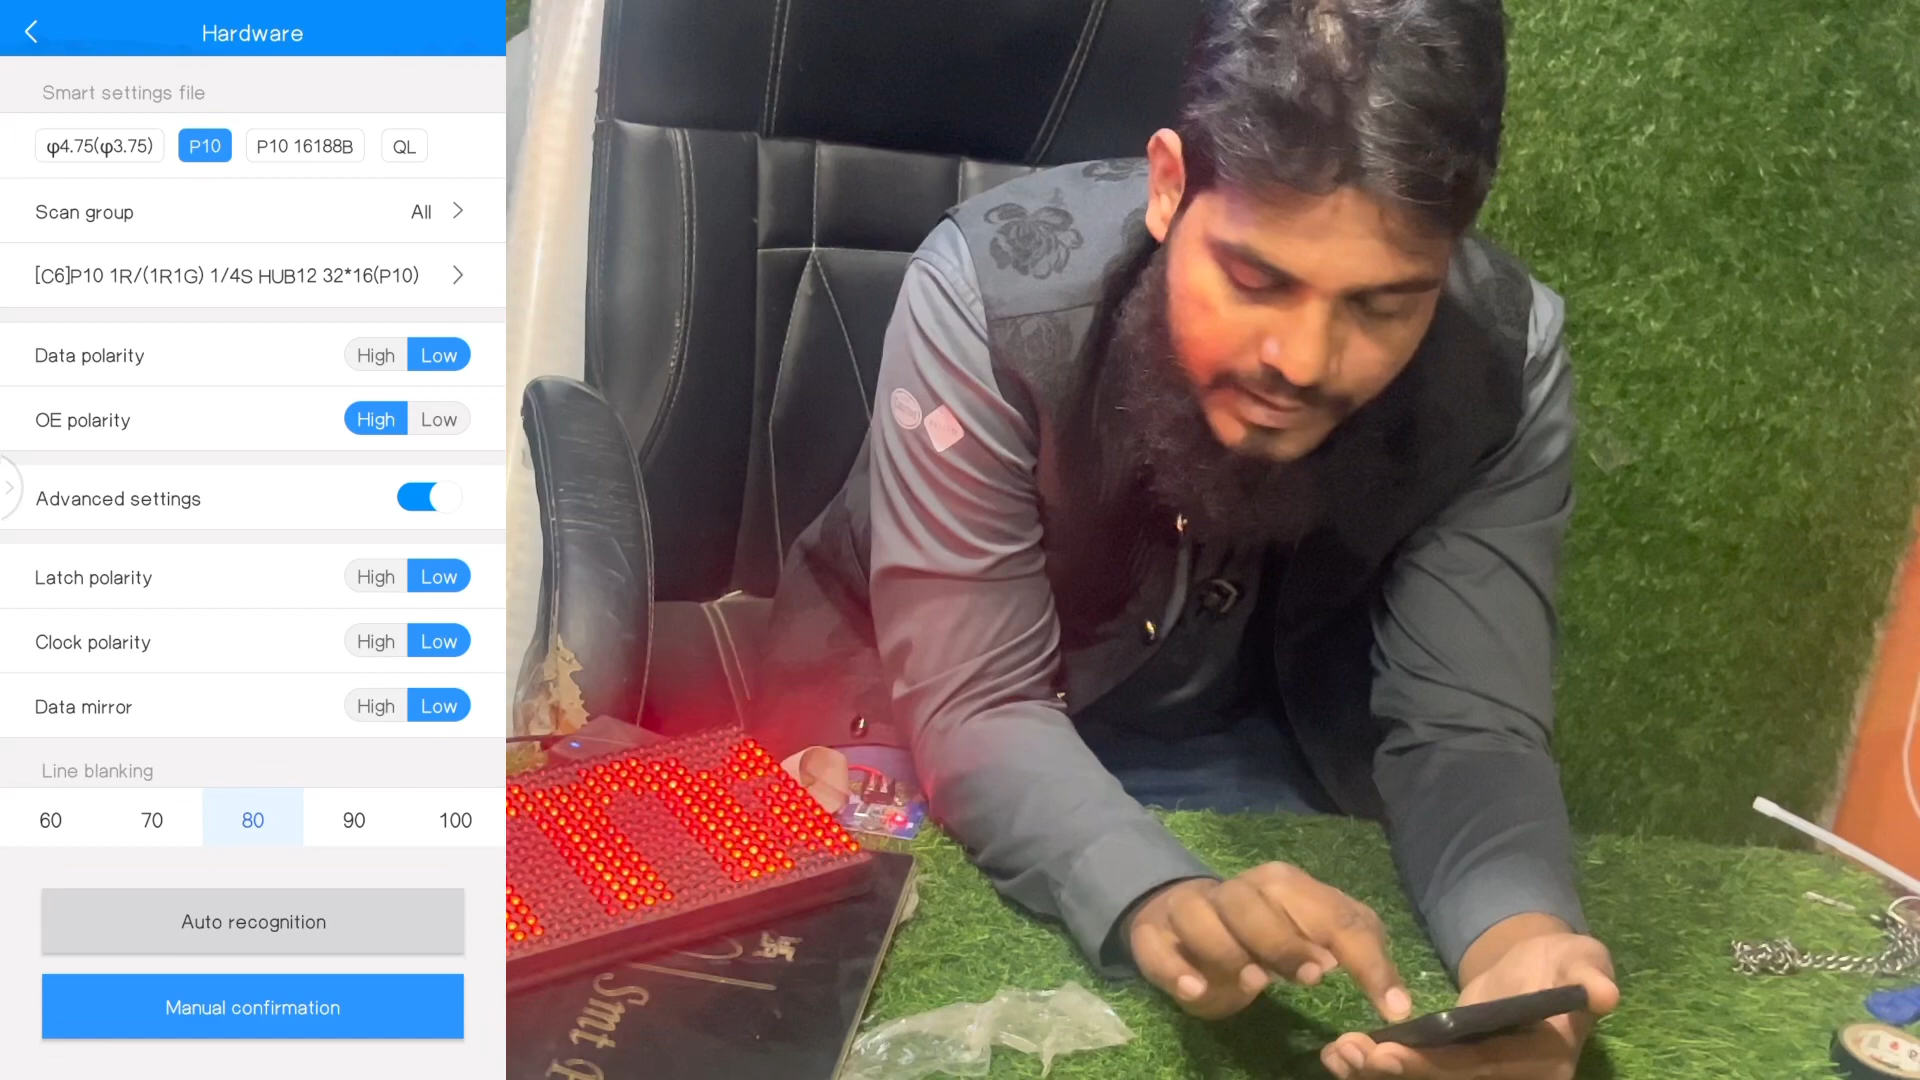 Hardware
Smart settings file
φ4.75(φ3.75) P10 P10 16188B QL
Scan group All
[C6]P10 1R/(1R1G) 1/4S HUB12 32*16(P10)
Data polarity High Low
OE polarity High Low
Advanced settings
Latch polarity High Low
Clock polarity High Low
Data mirror High Low
Line blanking
60 70 80 90 100
Auto recognition
Manual confirmation
Smt